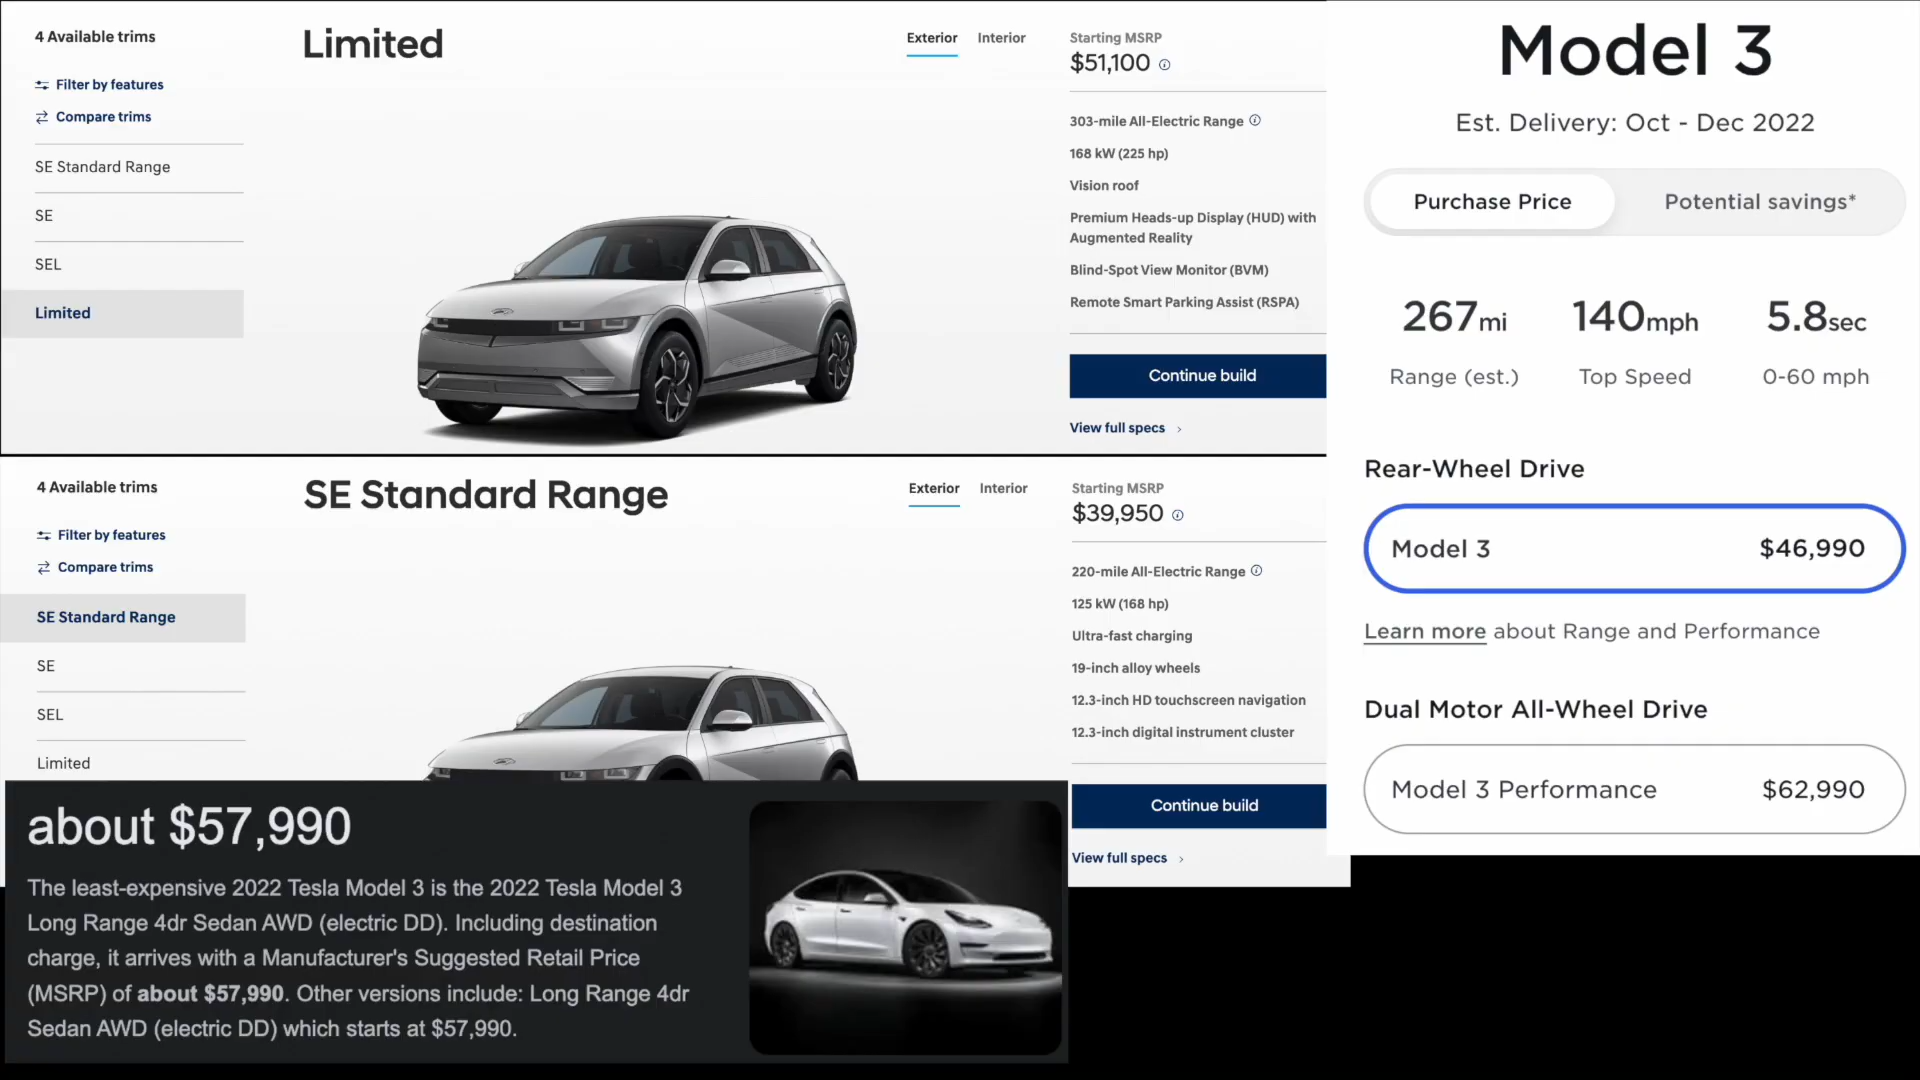 4 Available trims
Filter by features
Compare trims
SE Standard Range
SE
SEL
Limited
Limited
Exterior
Interior
Starting MSRP
$51,100
303-mile All-Electric Range
168 kW (225 hp)
Vision roof
Premium Heads-up Display (HUD) with
Augmented Reality
Blind-Spot View Monitor (BVM)
Remote Smart Parking Assist (RSPA)
Continue build
View full specs
4 Available trims
Filter by features
Compare trims
SE Standard Range
SE
SEL
Limited
SE Standard Range
Exterior
Interior
Starting MSRP
$39,950
220-mile All-Electric Range
125 kW (168 hp)
Ultra-fast charging
19-inch alloy wheels
12.3-inch HD touchscreen navigation
12.3-inch digital instrument cluster
Continue build
View full specs
about $57,990
The least-expensive 2022 Tesla Model 3 is the 2022 Tesla Model 3
Long Range 4dr Sedan AWD (electric DD). Including destination
charge, it arrives with a Manufacturer's Suggested Retail Price
(MSRP) of about $57,990. Other versions include: Long Range 4dr
Sedan AWD (electric DD) which starts at $57,990.
Model 3
Est. Delivery: Oct - Dec 2022
Purchase Price
Potential savings*
267mi
140mph
5.8sec
Range (est.)
Top Speed
0-60 mph
Rear-Wheel Drive
Model 3
$46,990
Learn more about Range and Performance
Dual Motor All-Wheel Drive
Model 3 Performance
$62,990